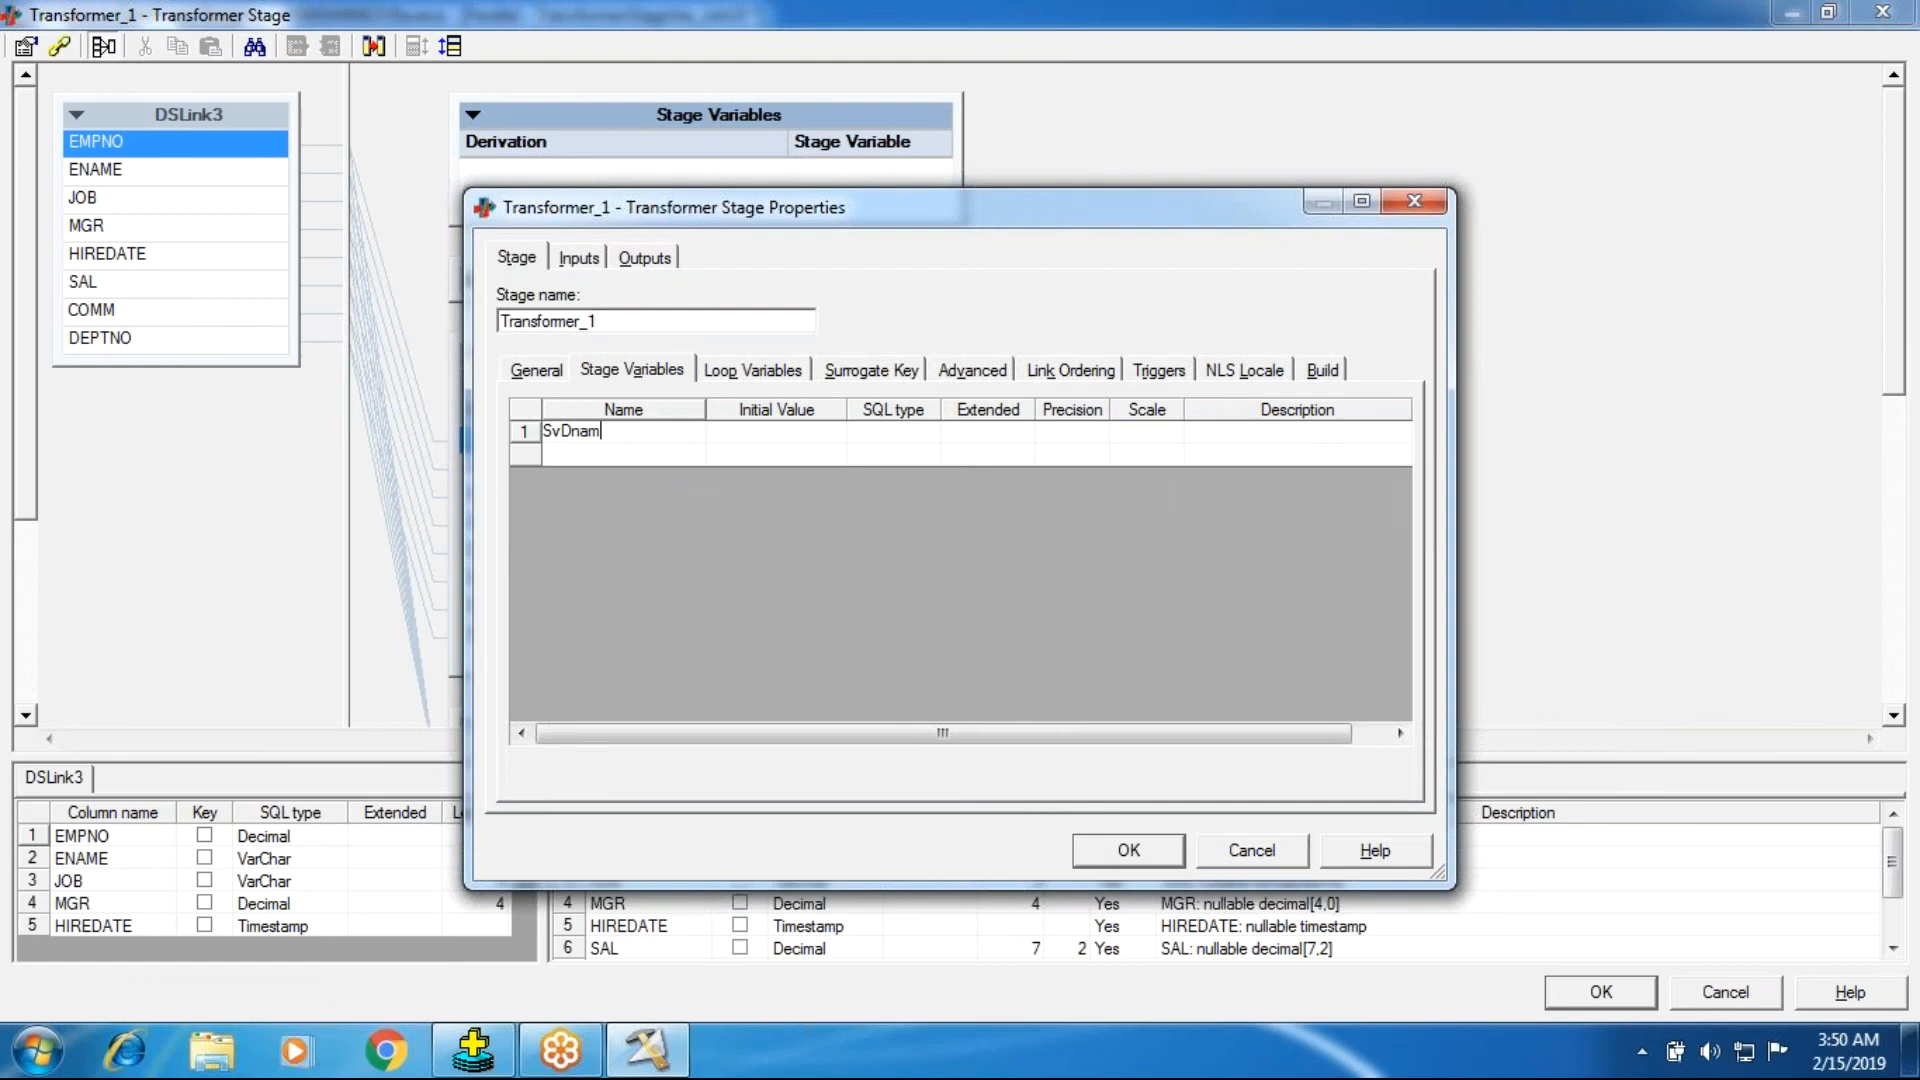 Transformer_1 - Transformer Stage
DSLink3
EMPNO
ENAME
JOB
MGR
HIREDATE
SAL
COMM
DEPTNO
Stage Variables
Derivation Stage Variable
Transformer_1 - Transformer Stage Properties
Stage Inputs Outputs
Stage name:
Transformer_1
General Stage Variables Loop Variables Surrogate Key Advanced Link Ordering Triggers NLS Locale Build
Name Initial Value SQL type Extended Precision Scale Description
1 SvDnam
OK Cancel Help
DSLink3
Column name Key SQL type Extended
1 EMPNO Decimal
2 ENAME VarChar
3 JOB VarChar
4 MGR Decimal 4
5 HIREDATE Timestamp
Description
4 MGR Decimal 4 Yes MGR: nullable decimal[4,0]
5 HIREDATE Timestamp Yes HIREDATE: nullable timestamp
6 SAL Decimal 7 2 Yes SAL: nullable decimal[7,2]
OK Cancel Help
3:50 AM
2/15/2019